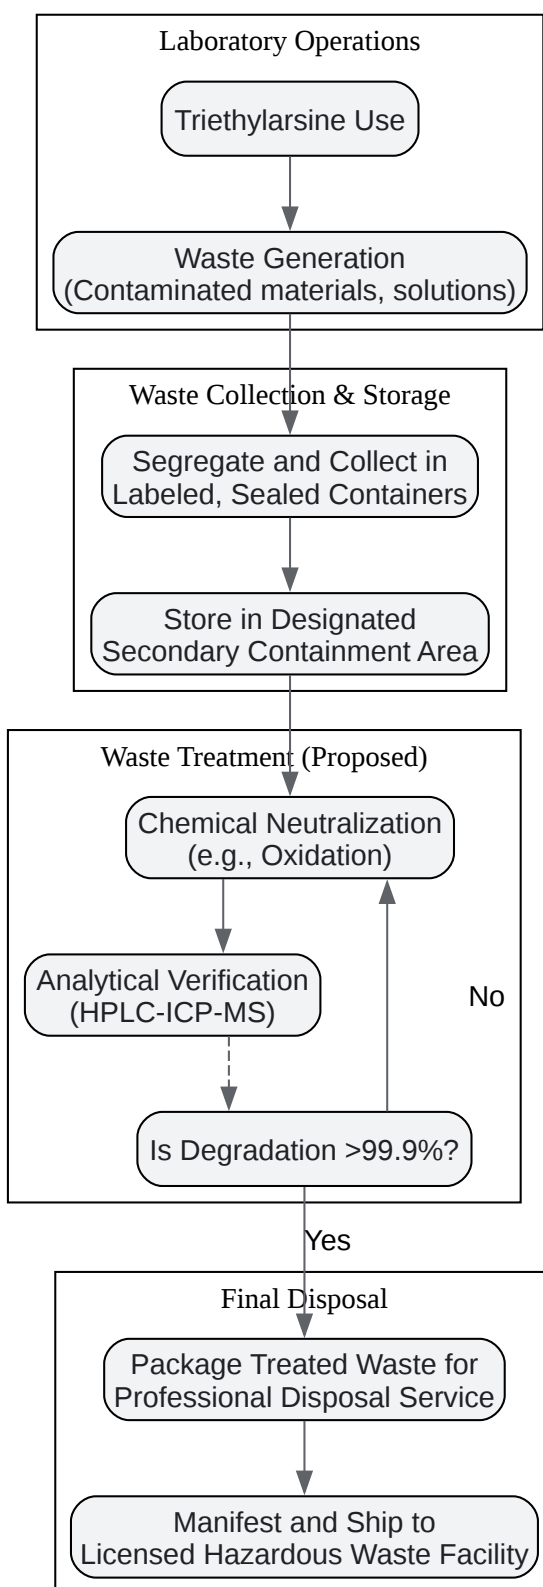 Laboratory Operations
Triethylarsine Use
Waste Generation
(Contaminated materials, solutions)
Waste Collection & Storage
Segregate and Collect in
Labeled, Sealed Containers
Store in Designated
Secondary Containment Area
Waste Treatment (Proposed)
Chemical Neutralization
(e.g., Oxidation)
Analytical Verification
(HPLC-ICP-MS)
No
Is Degradation >99.9%?
Yes
Final Disposal
Package Treated Waste for
Professional Disposal Service
Manifest and Ship to
Licensed Hazardous Waste Facility